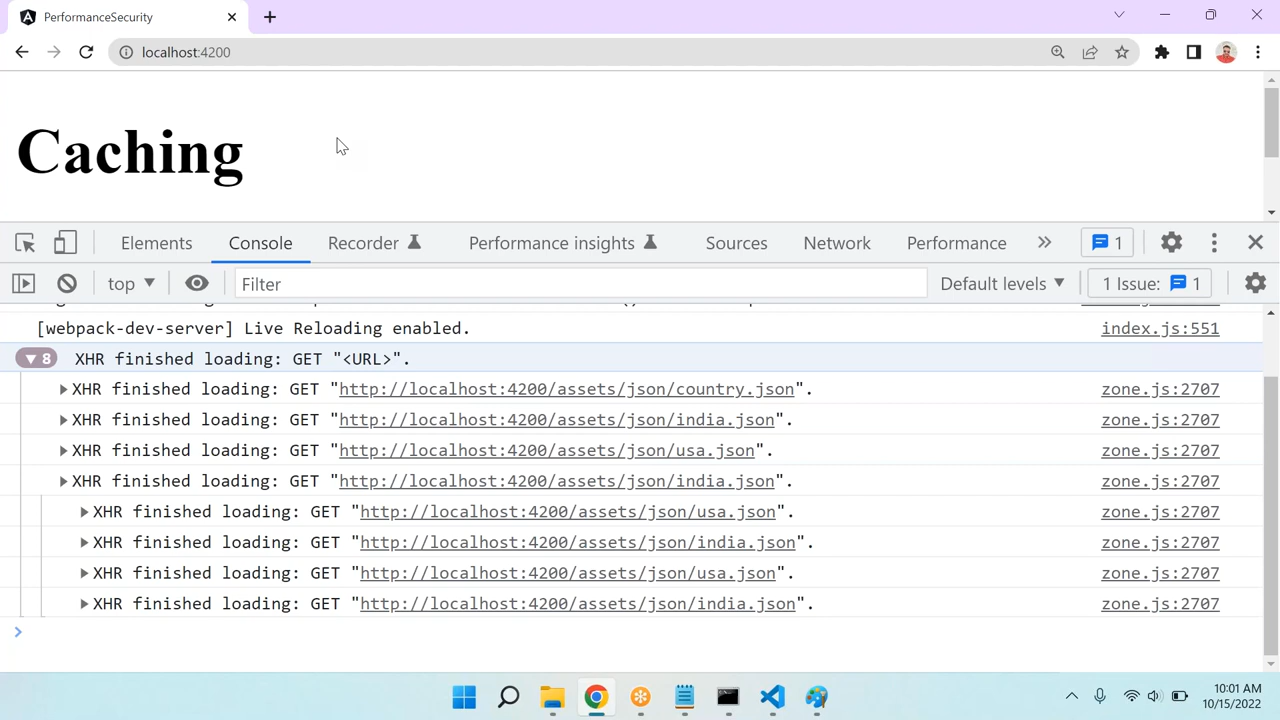 PerformanceSecurity
localhost:4200
Caching
Elements Console Recorder Performance insights Sources Network Performance 1
top Filter Default levels 1 Issue: 1
[webpack-dev-server] Live Reloading enabled. index.js:551
8 XHR finished loading: GET "<URL>".
XHR finished loading: GET "http://localhost:4200/assets/json/country.json". zone.js:2707
XHR finished loading: GET "http://localhost:4200/assets/json/india.json". zone.js:2707
XHR finished loading: GET "http://localhost:4200/assets/json/usa.json". zone.js:2707
XHR finished loading: GET "http://localhost:4200/assets/json/india.json". zone.js:2707
XHR finished loading: GET "http://localhost:4200/assets/json/usa.json". zone.js:2707
XHR finished loading: GET "http://localhost:4200/assets/json/india.json". zone.js:2707
XHR finished loading: GET "http://localhost:4200/assets/json/usa.json". zone.js:2707
XHR finished loading: GET "http://localhost:4200/assets/json/india.json". zone.js:2707
10:01 AM
10/15/2022